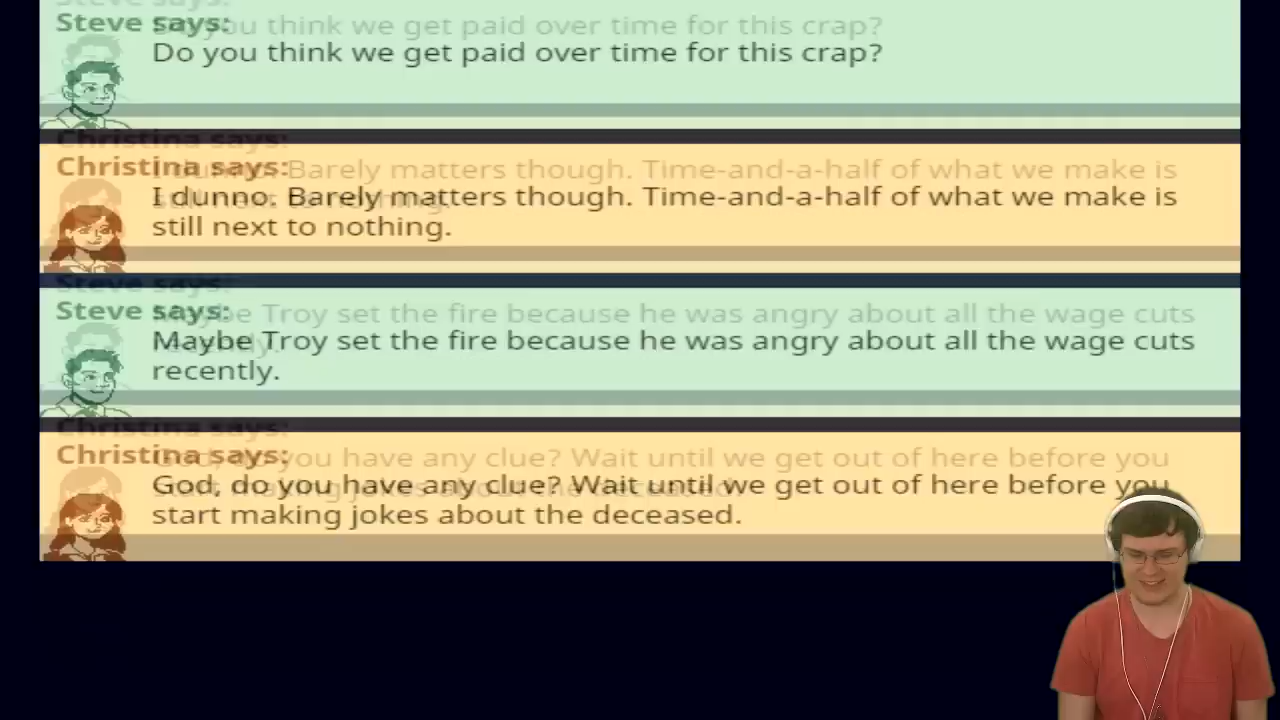 Steve says:
Do you think we get paid over time for this crap?
Christina says:
I dunno. Barely matters though. Time-and-a-half of what we make is
still next to nothing.
Steve says:
Maybe Troy set the fire because he was angry about all the wage cuts
recently.
Christina says:
God, do you have any clue? Wait until we get out of here before you
start making jokes about the deceased.